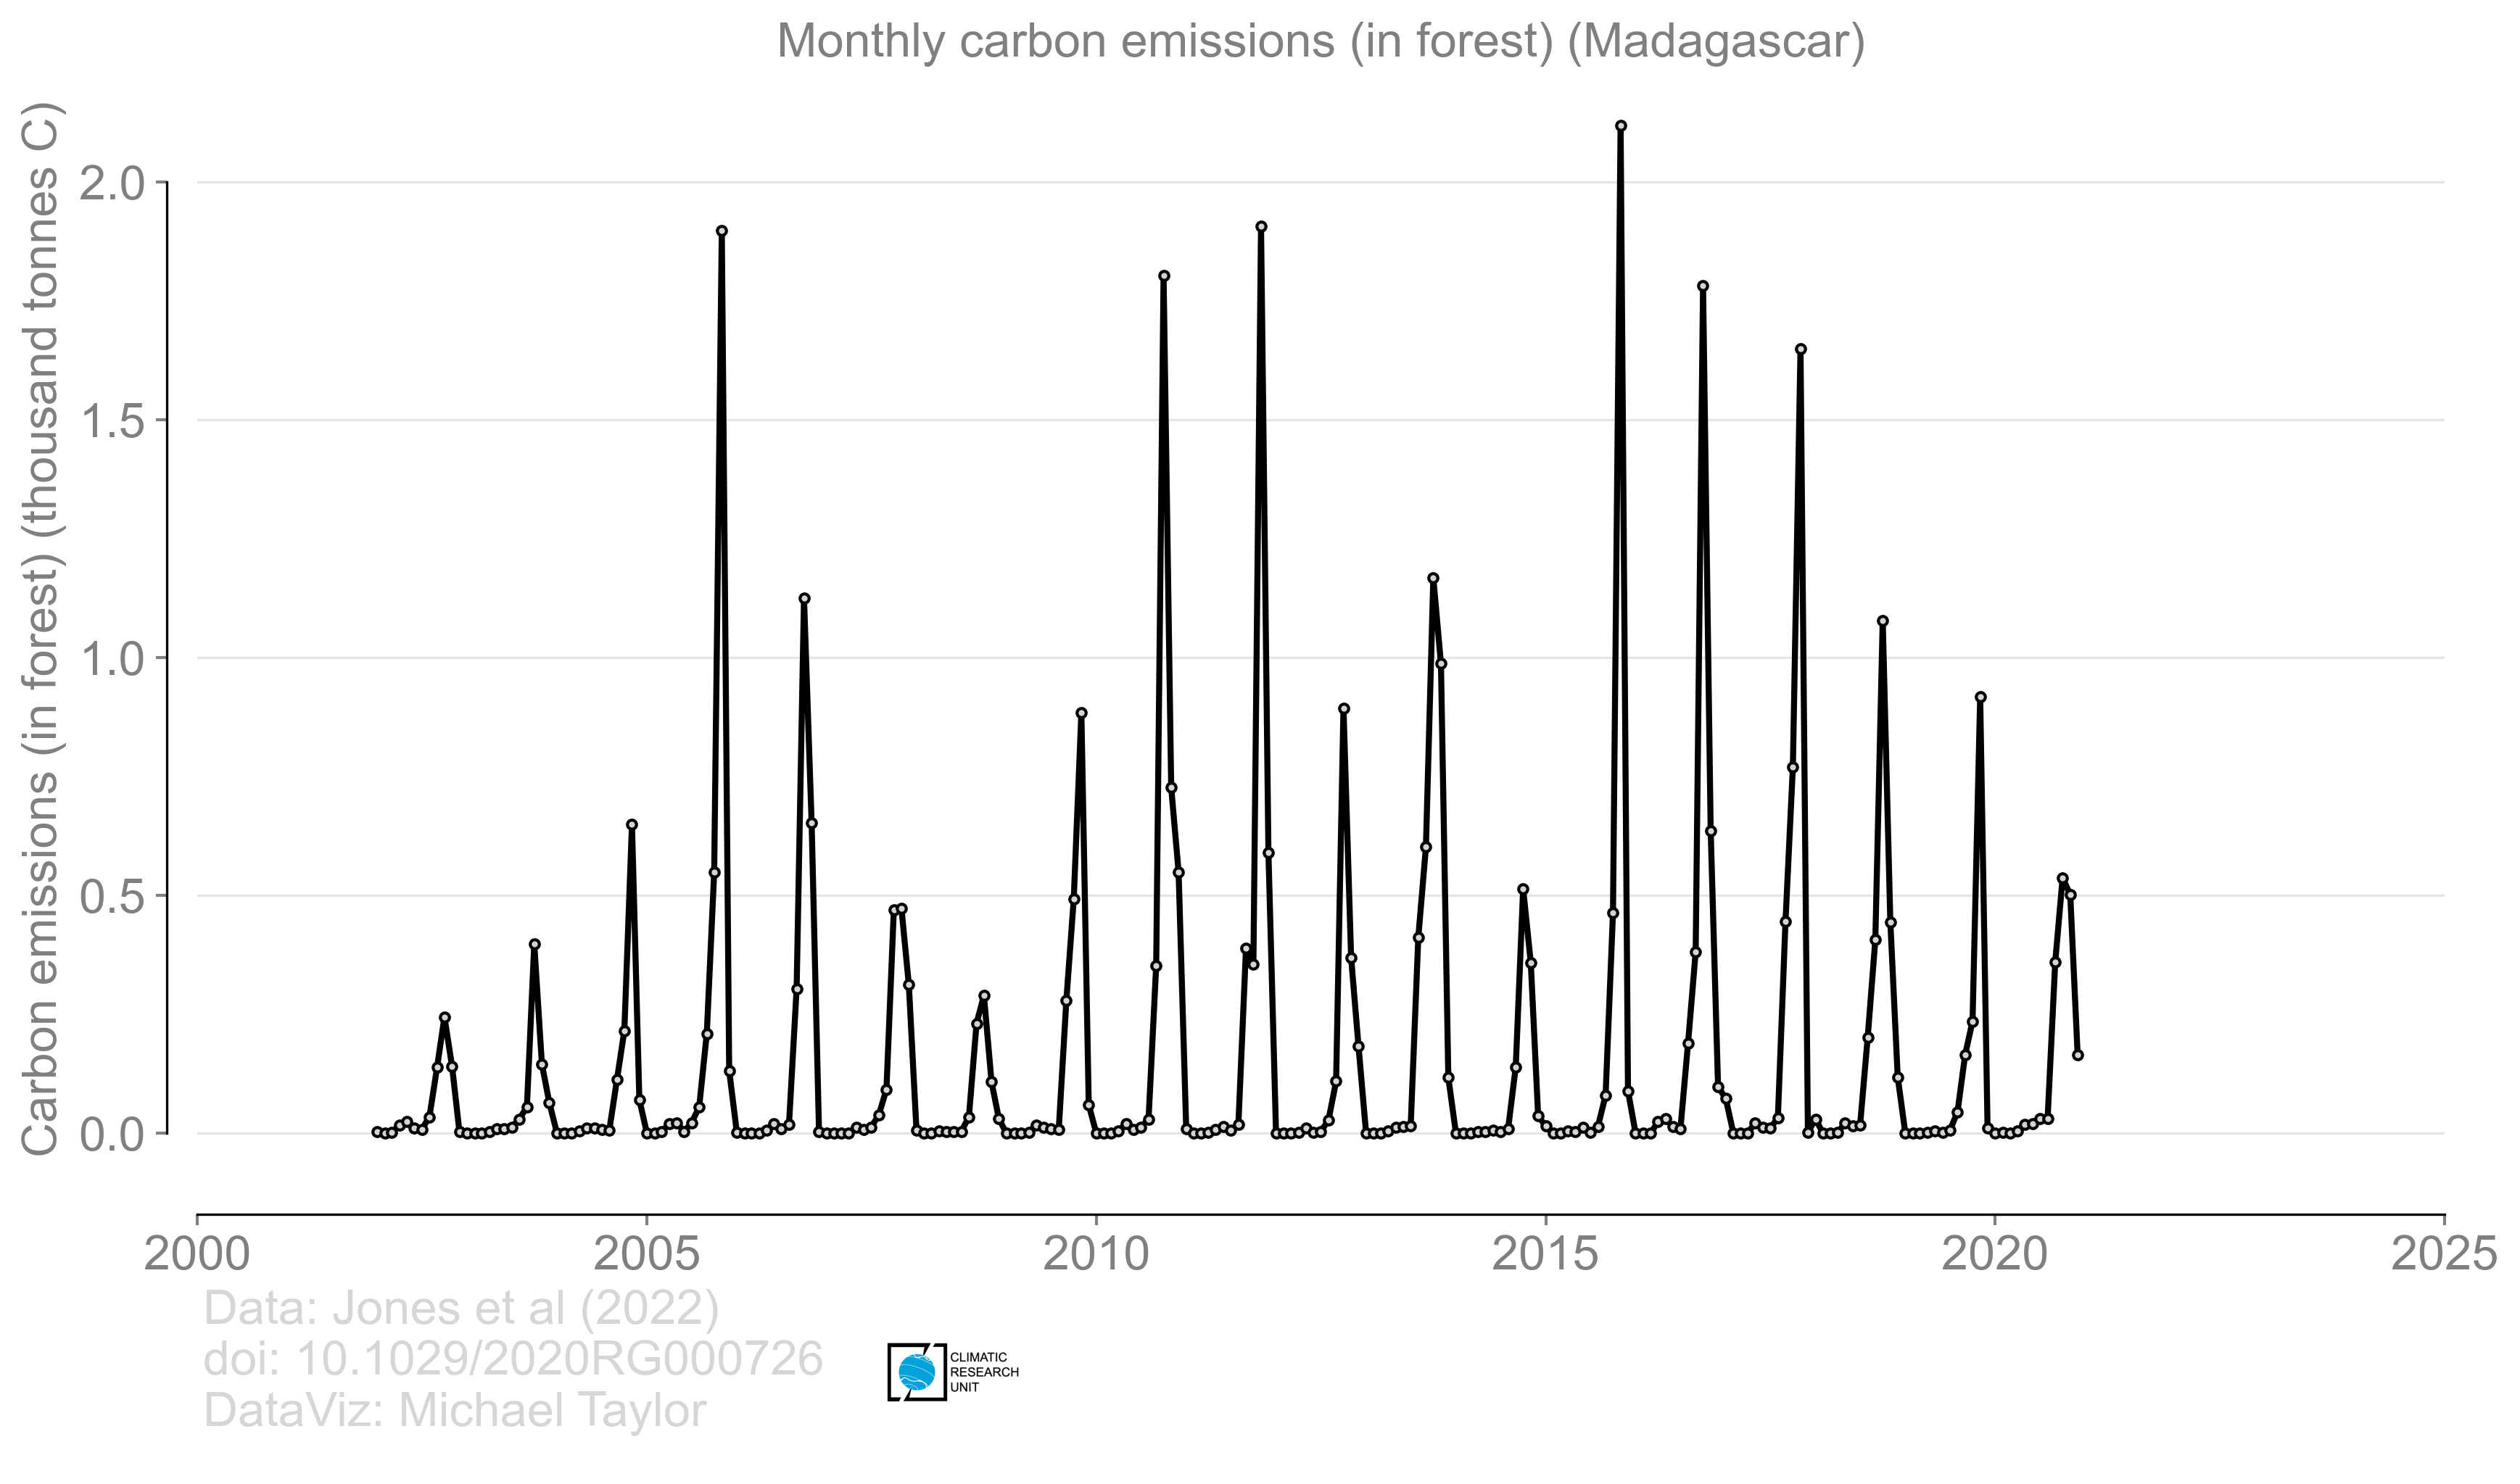 Monthly carbon emissions (in forest) (Madagascar)
Carbon emissions (in forest) (thousand tonnes C)
2.0
1.5
1.0
0.5
0.0
2000 2005 2010 2015 2020 2025
Data: Jones et al (2022)
doi: 10.1029/2020RG000726
DataViz: Michael Taylor
CLIMATIC
RESEARCH
UNIT